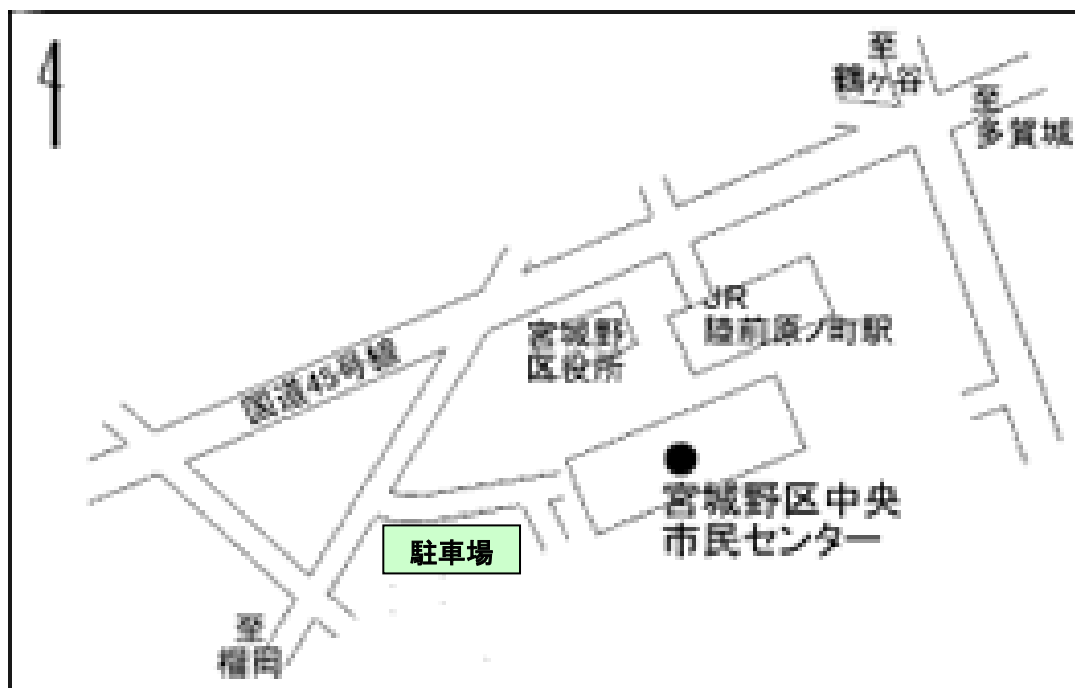 至
鶴ヶ谷
至
多賀城
JR
陸前原ノ町駅
宮城野
区役所
国道45号線
宮城野区中央
市民センター
駐車場
至
榴岡